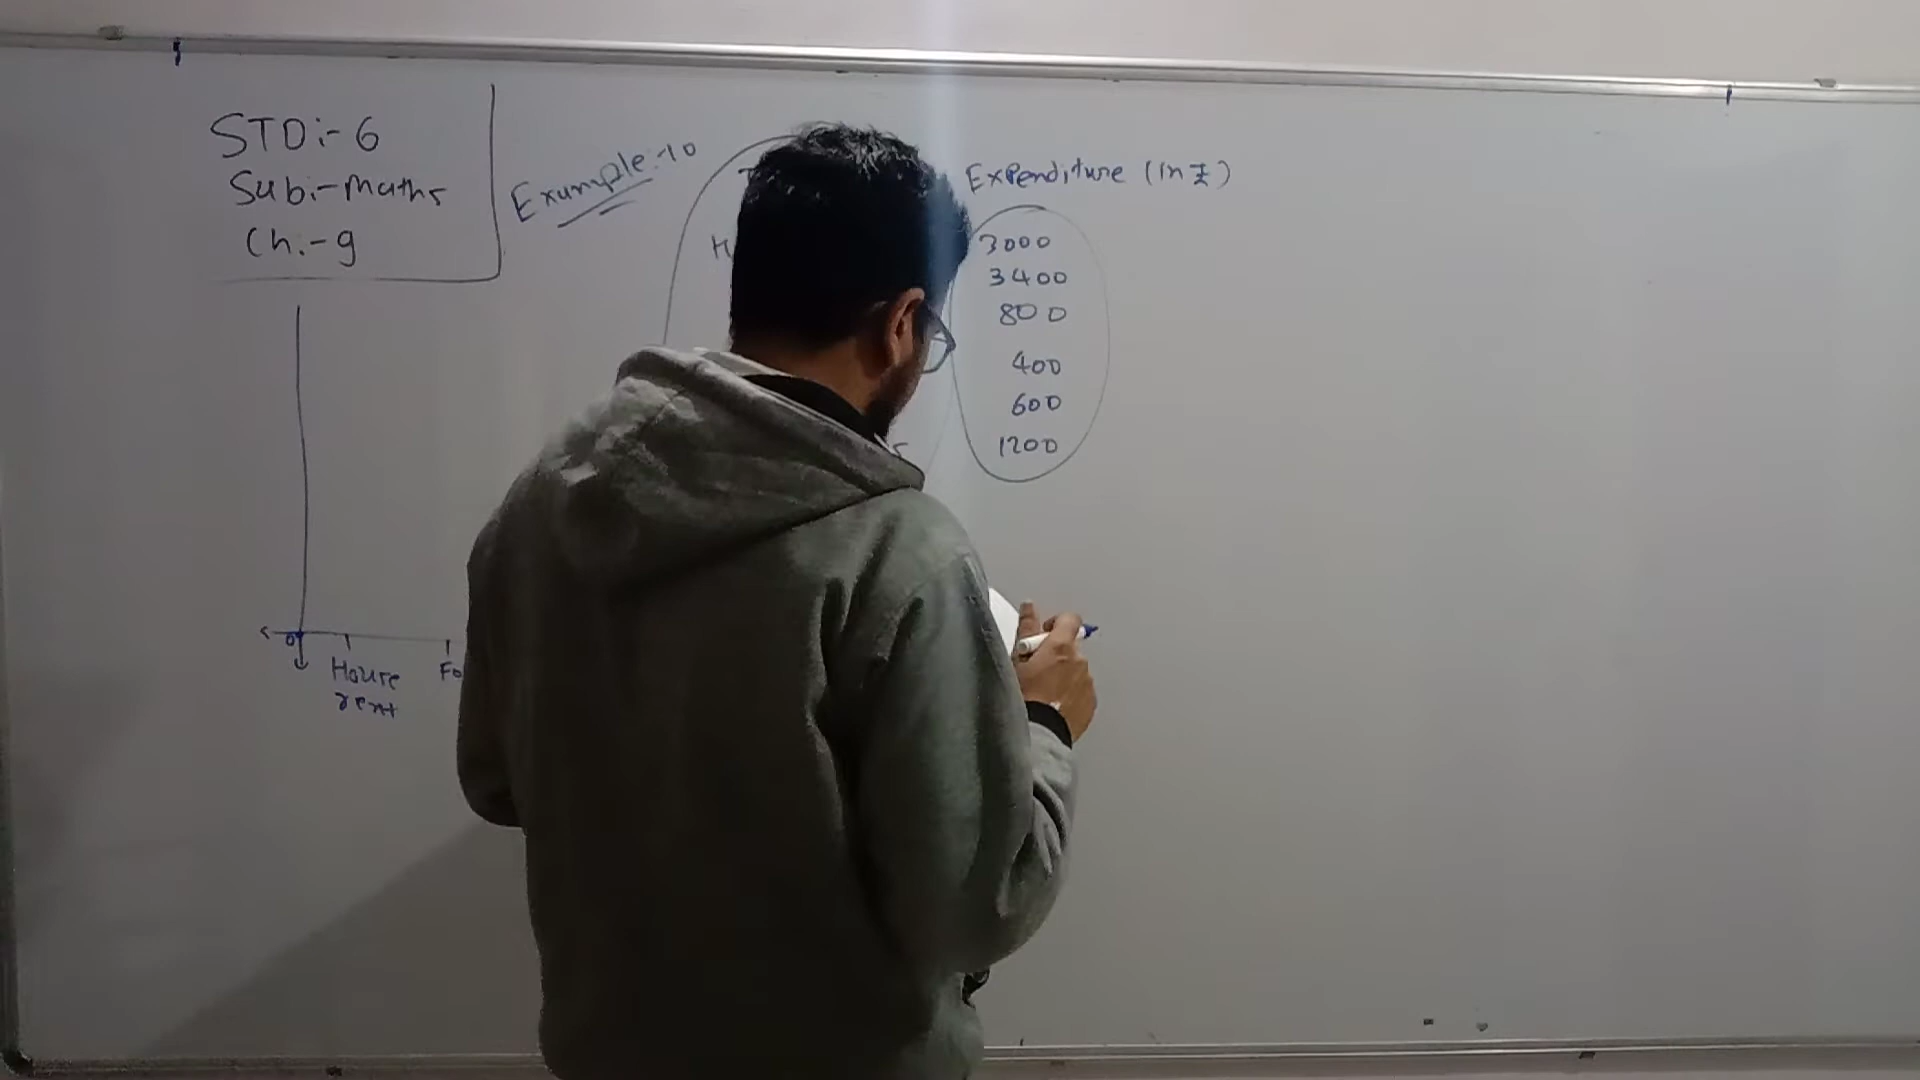 STD:- 6
Sub:- Maths
Ch.- 9
Example:-10
Expenditure (in ₹)
3000
3400
800
400
600
1200
0
House
rent
Fo